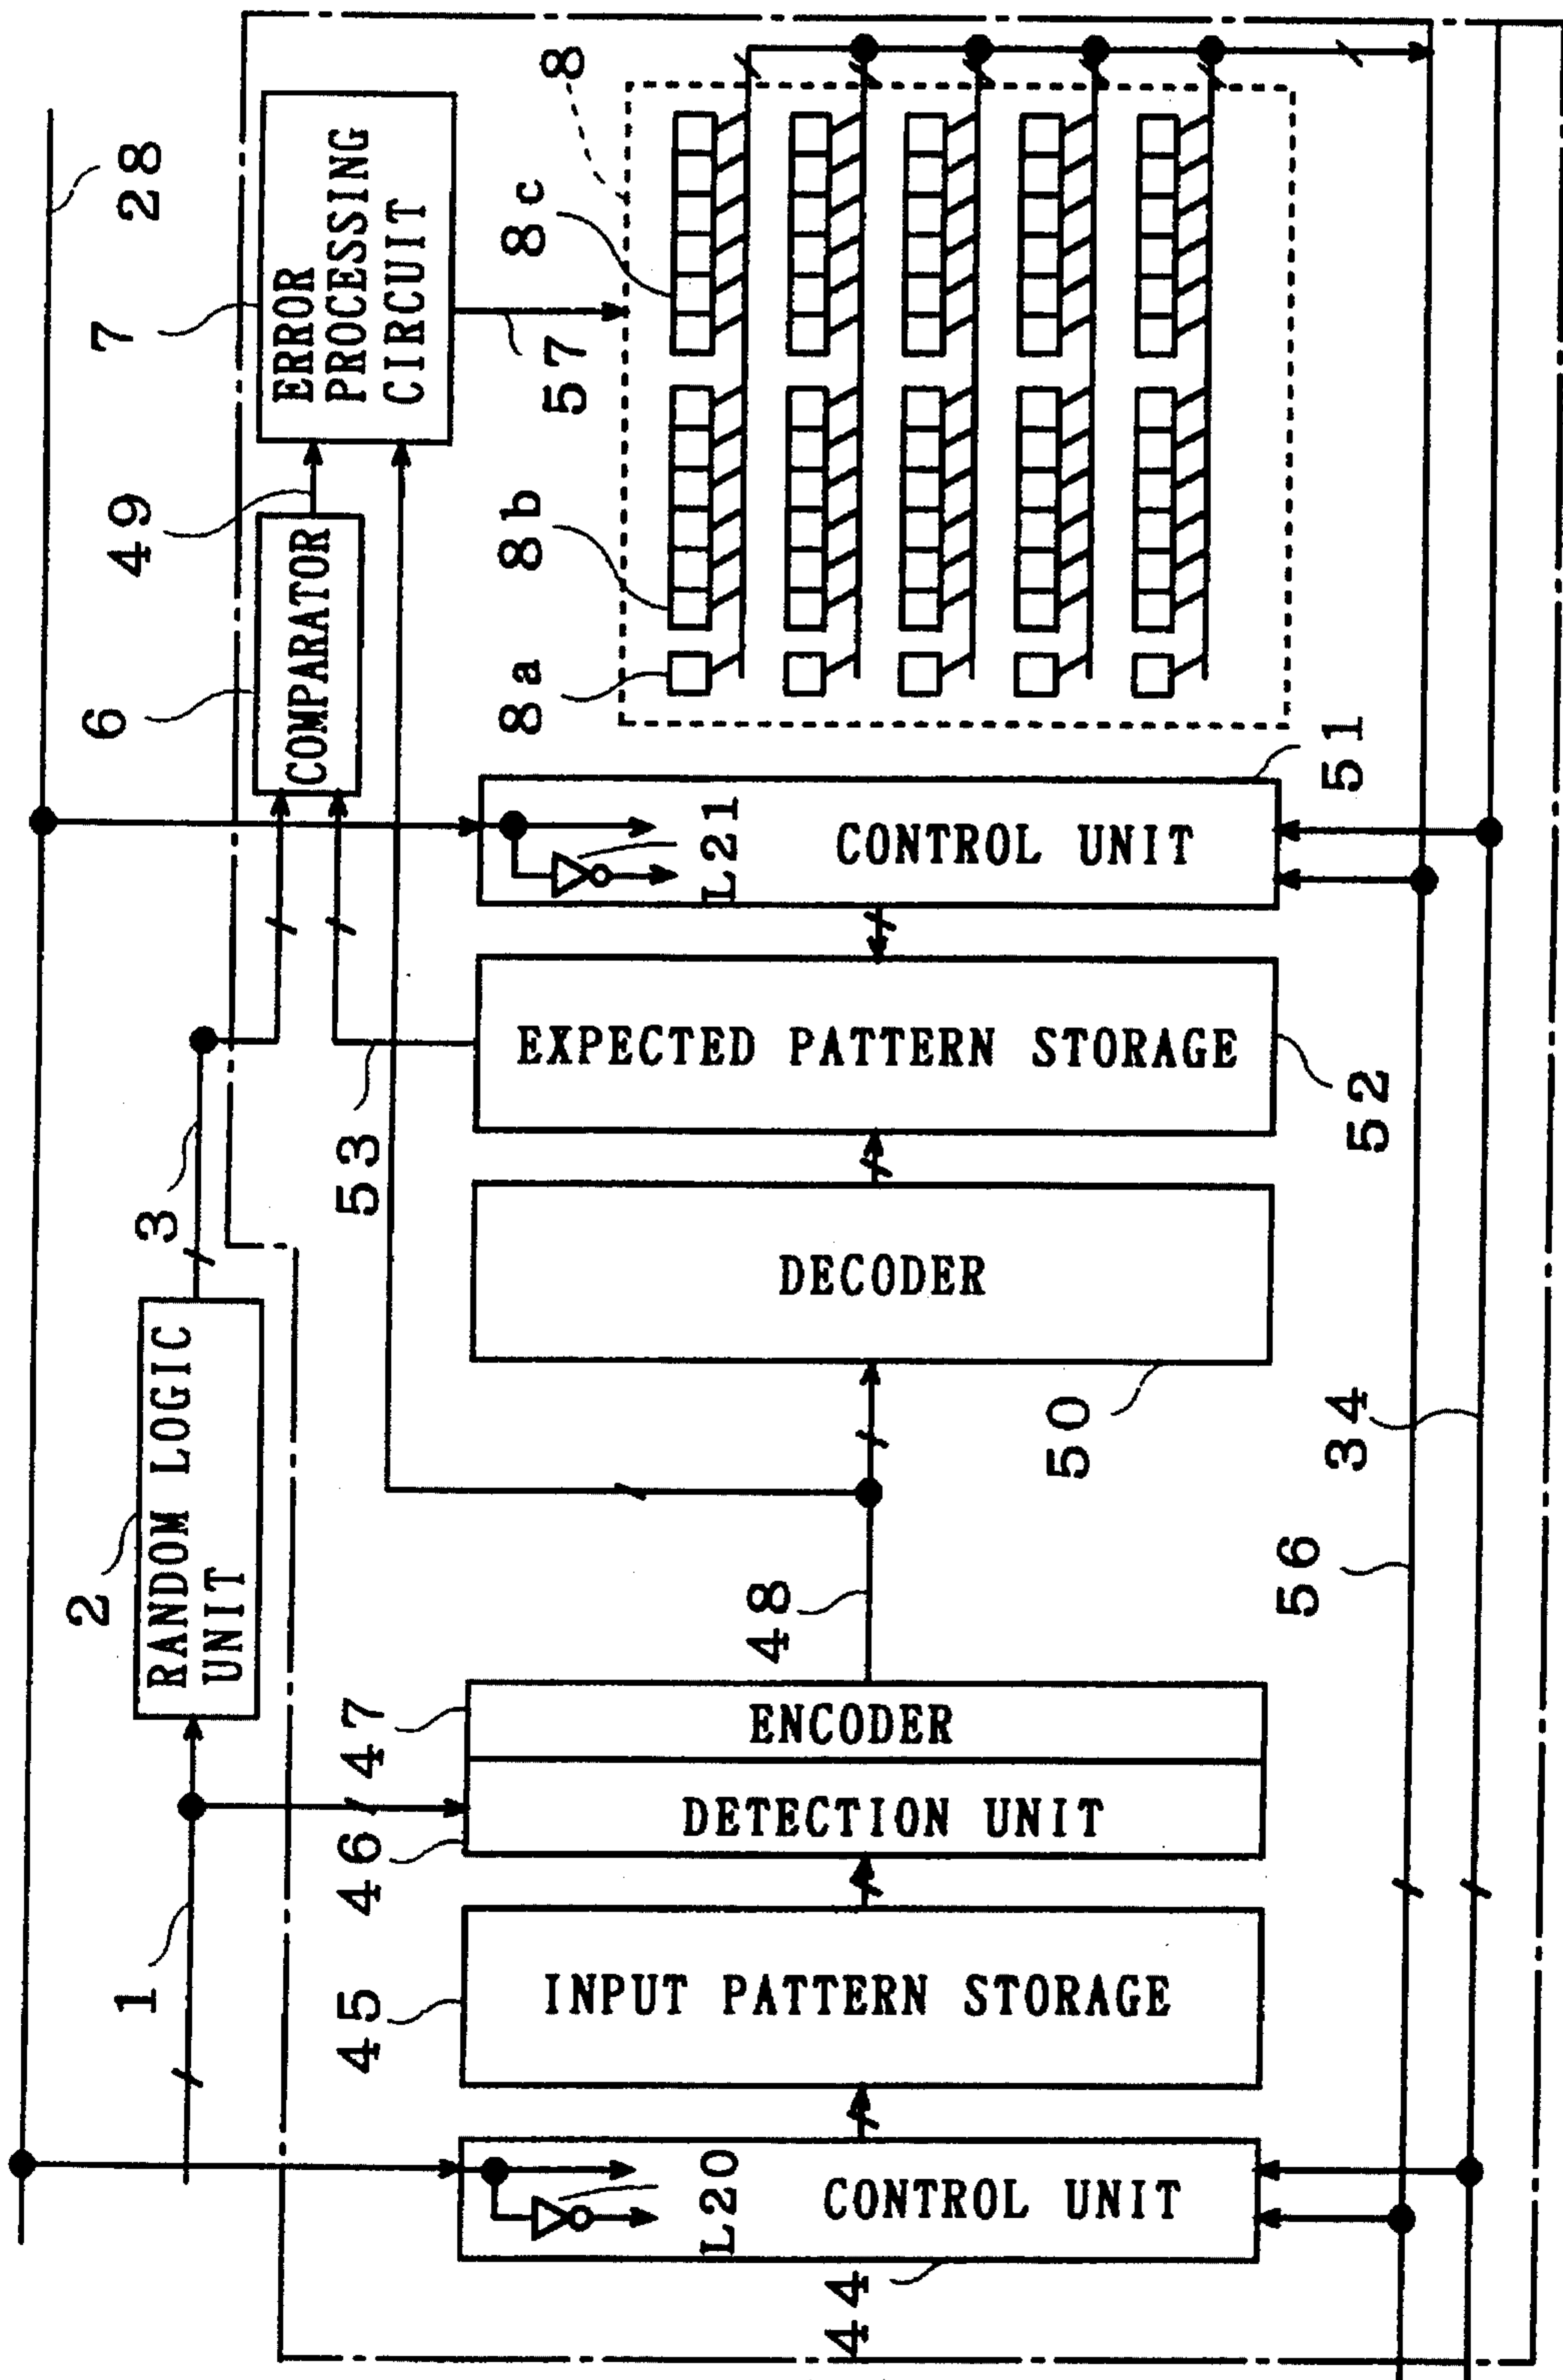 28
7
ERROR
PROCESSING
CIRCUIT
49
6
COMPARATOR
57
8
8c
8b
8a
2
RANDOM LOGIC
UNIT
3
1
53
L21
CONTROL UNIT
51
EXPECTED PATTERN STORAGE
52
DECODER
50
48
47
ENCODER
46
DETECTION UNIT
45
INPUT PATTERN STORAGE
L20
CONTROL UNIT
44
56
34